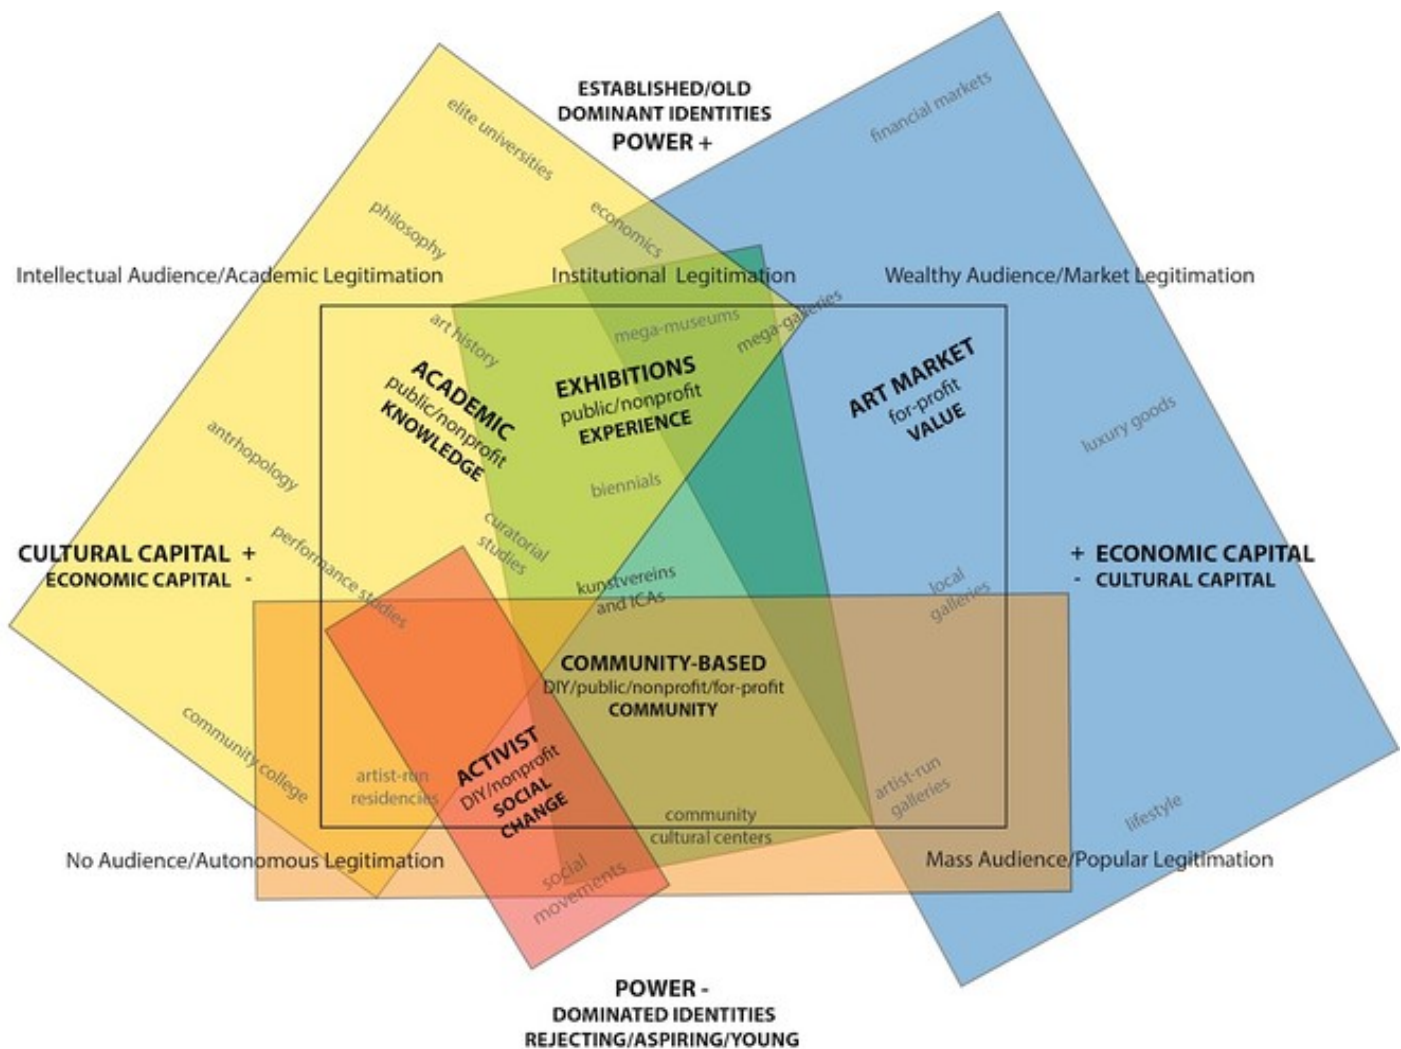 ESTABLISHED/OLD
DOMINANT IDENTITIES
POWER +
elite universities
financial markets
philosophy
economics
Intellectual Audience/Academic Legitimation
Institutional Legitimation
Wealthy Audience/Market Legitimation
art history
mega-museums
mega-galleries
ACADEMIC
public/nonprofit
KNOWLEDGE
EXHIBITIONS
public/nonprofit
EXPERIENCE
ART MARKET
for-profit
VALUE
luxury goods
antrhopology
biennials
curatorial
studies
performance studies
CULTURAL CAPITAL +
ECONOMIC CAPITAL -
+ ECONOMIC CAPITAL
- CULTURAL CAPITAL
kunstvereins
and ICAs
local
galleries
COMMUNITY-BASED
DIY/public/nonprofit/for-profit
COMMUNITY
community college
artist-run
residencies
ACTIVIST
DIY/nonprofit
SOCIAL
CHANGE
artist-run
galleries
community
cultural centers
lifestyle
No Audience/Autonomous Legitimation
Mass Audience/Popular Legitimation
social
movements
POWER -
DOMINATED IDENTITIES
REJECTING/ASPIRING/YOUNG